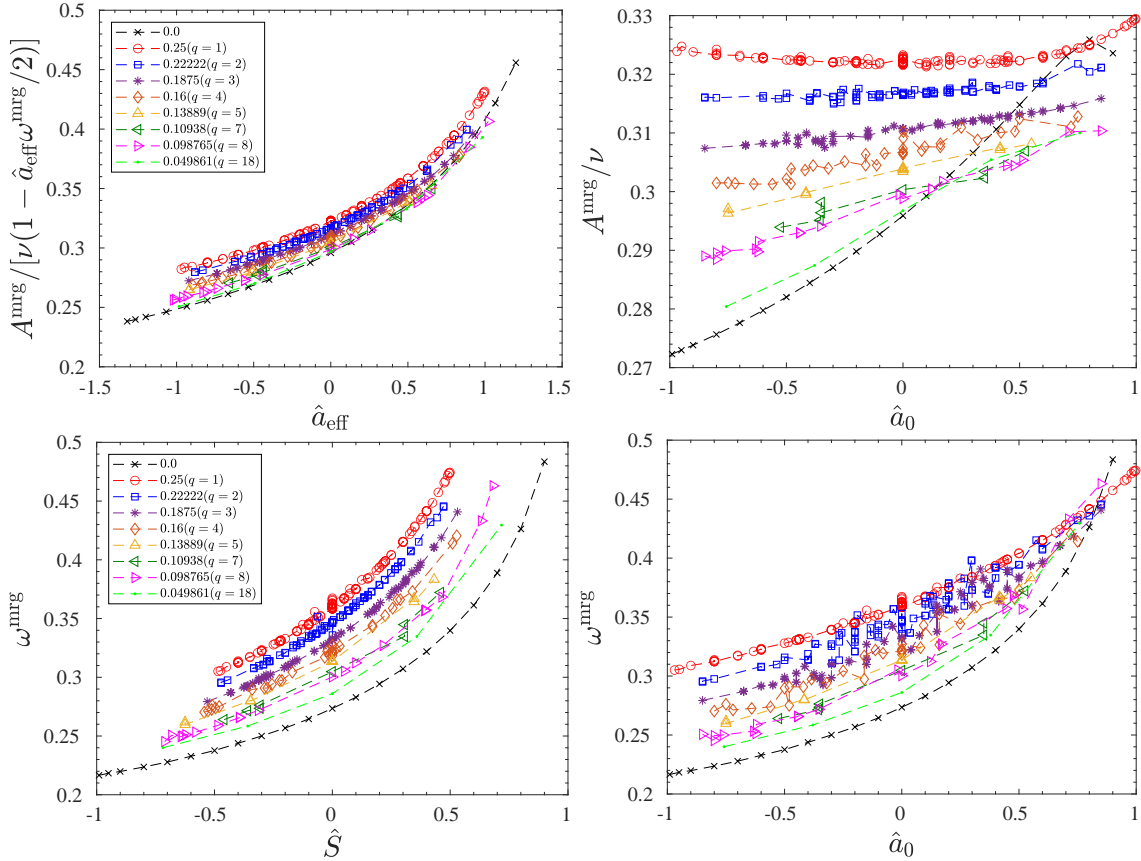 A^mrg/[ν(1 − â_eff ω^mrg/2)]
0.5
0.45
0.4
0.35
0.3
0.25
0.2
0.0
0.25(q = 1)
0.22222(q = 2)
0.1875(q = 3)
0.16(q = 4)
0.13889(q = 5)
0.10938(q = 7)
0.098765(q = 8)
0.049861(q = 18)
-1.5 -1 -0.5 0 0.5 1 1.5
â_eff
A^mrg/ν
0.33
0.32
0.31
0.3
0.29
0.28
0.27
-1 -0.5 0 0.5 1
â_0
ω^mrg
0.5
0.45
0.4
0.35
0.3
0.25
0.2
0.0
0.25(q = 1)
0.22222(q = 2)
0.1875(q = 3)
0.16(q = 4)
0.13889(q = 5)
0.10938(q = 7)
0.098765(q = 8)
0.049861(q = 18)
-1 -0.5 0 0.5 1
Ŝ
ω^mrg
0.5
0.45
0.4
0.35
0.3
0.25
0.2
-1 -0.5 0 0.5 1
â_0